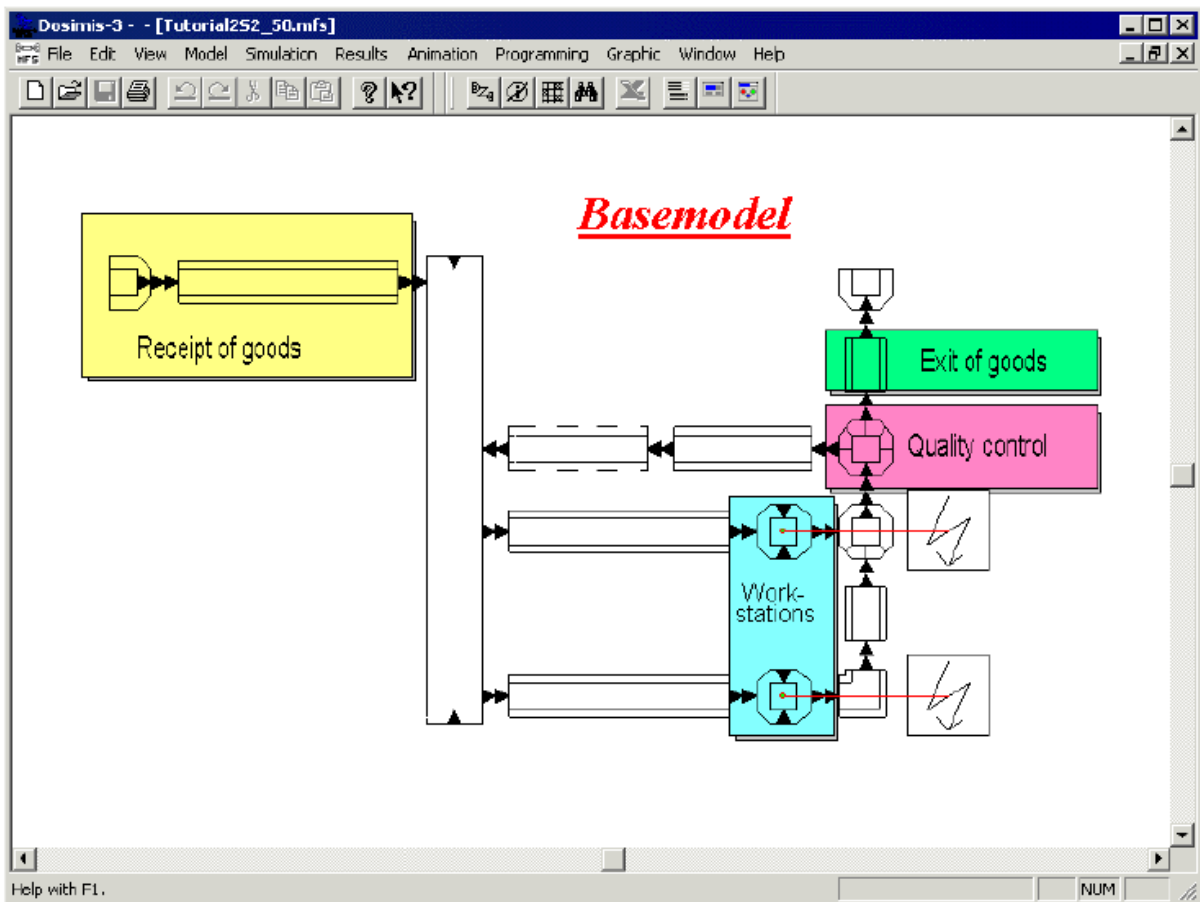 Dosimis-3 - - [Tutorial2S2_50.mfs]
MFS File Edit View Model Simulation Results Animation Programming Graphic Window Help
Basemodel
Receipt of goods
Exit of goods
Quality control
Work-
stations
Help with F1.
NUM